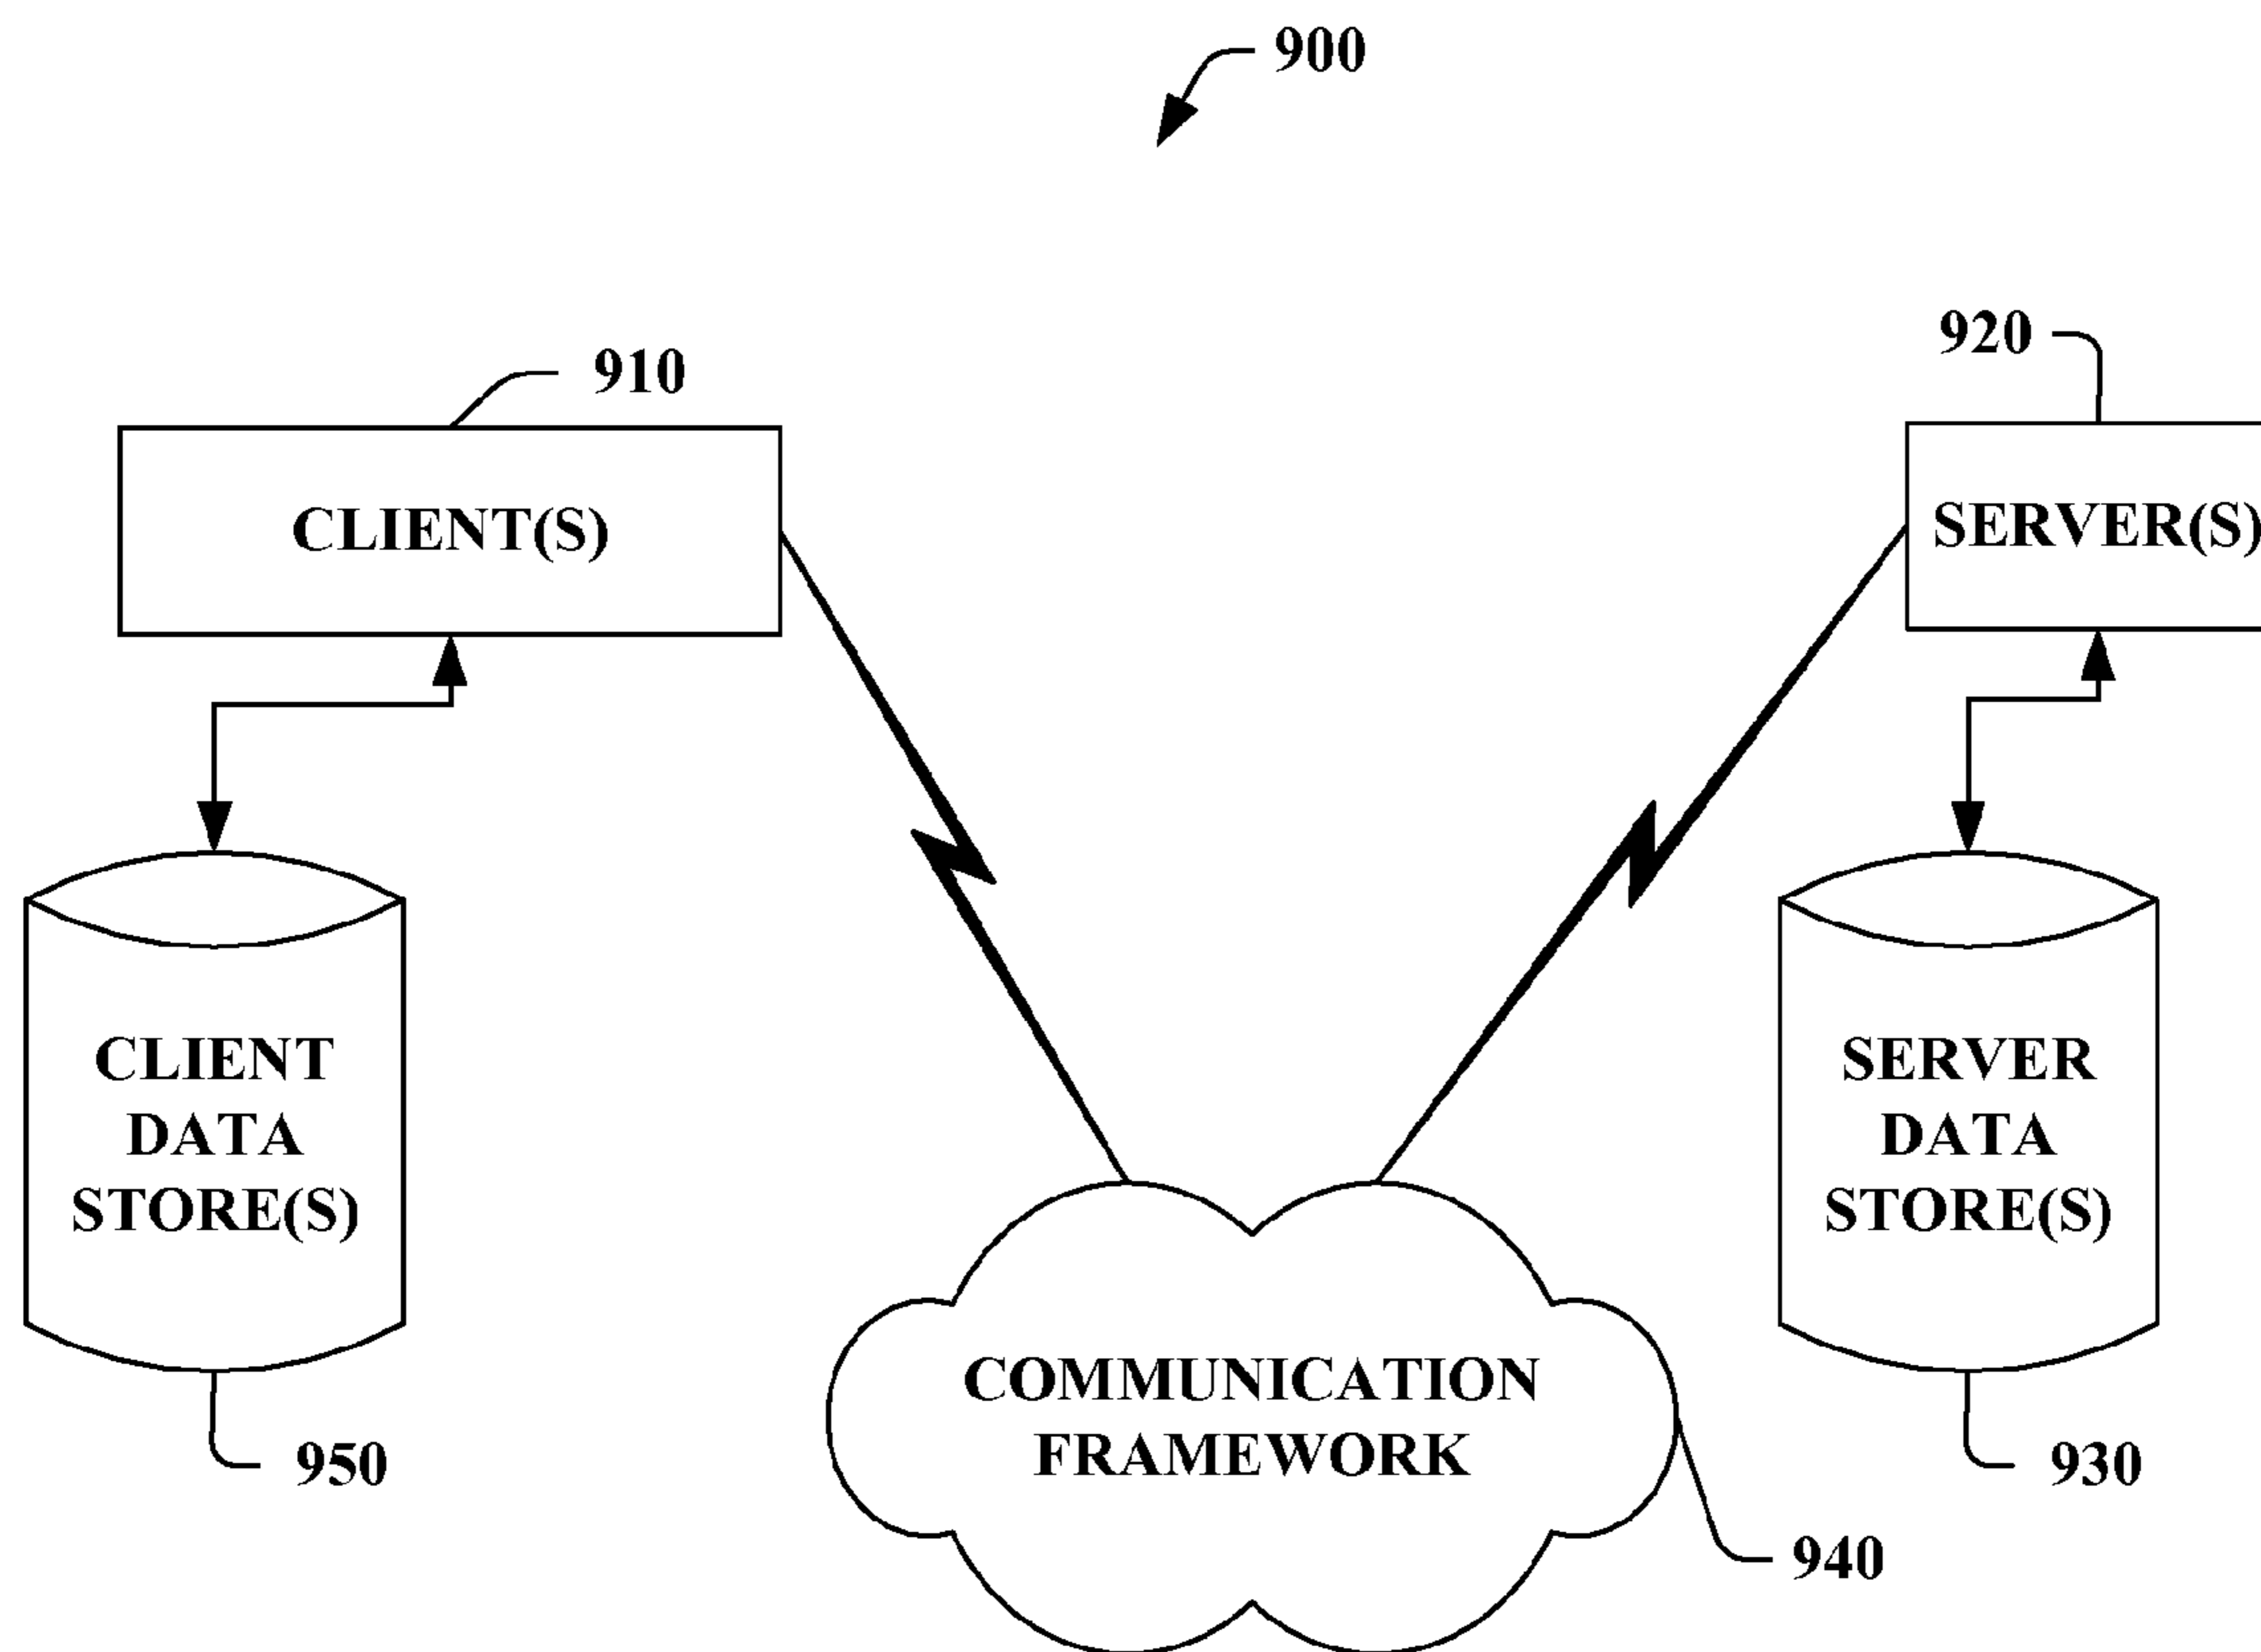 900
910
920
CLIENT(S)
SERVER(S)
CLIENT
DATA
STORE(S)
SERVER
DATA
STORE(S)
COMMUNICATION
FRAMEWORK
950
930
940